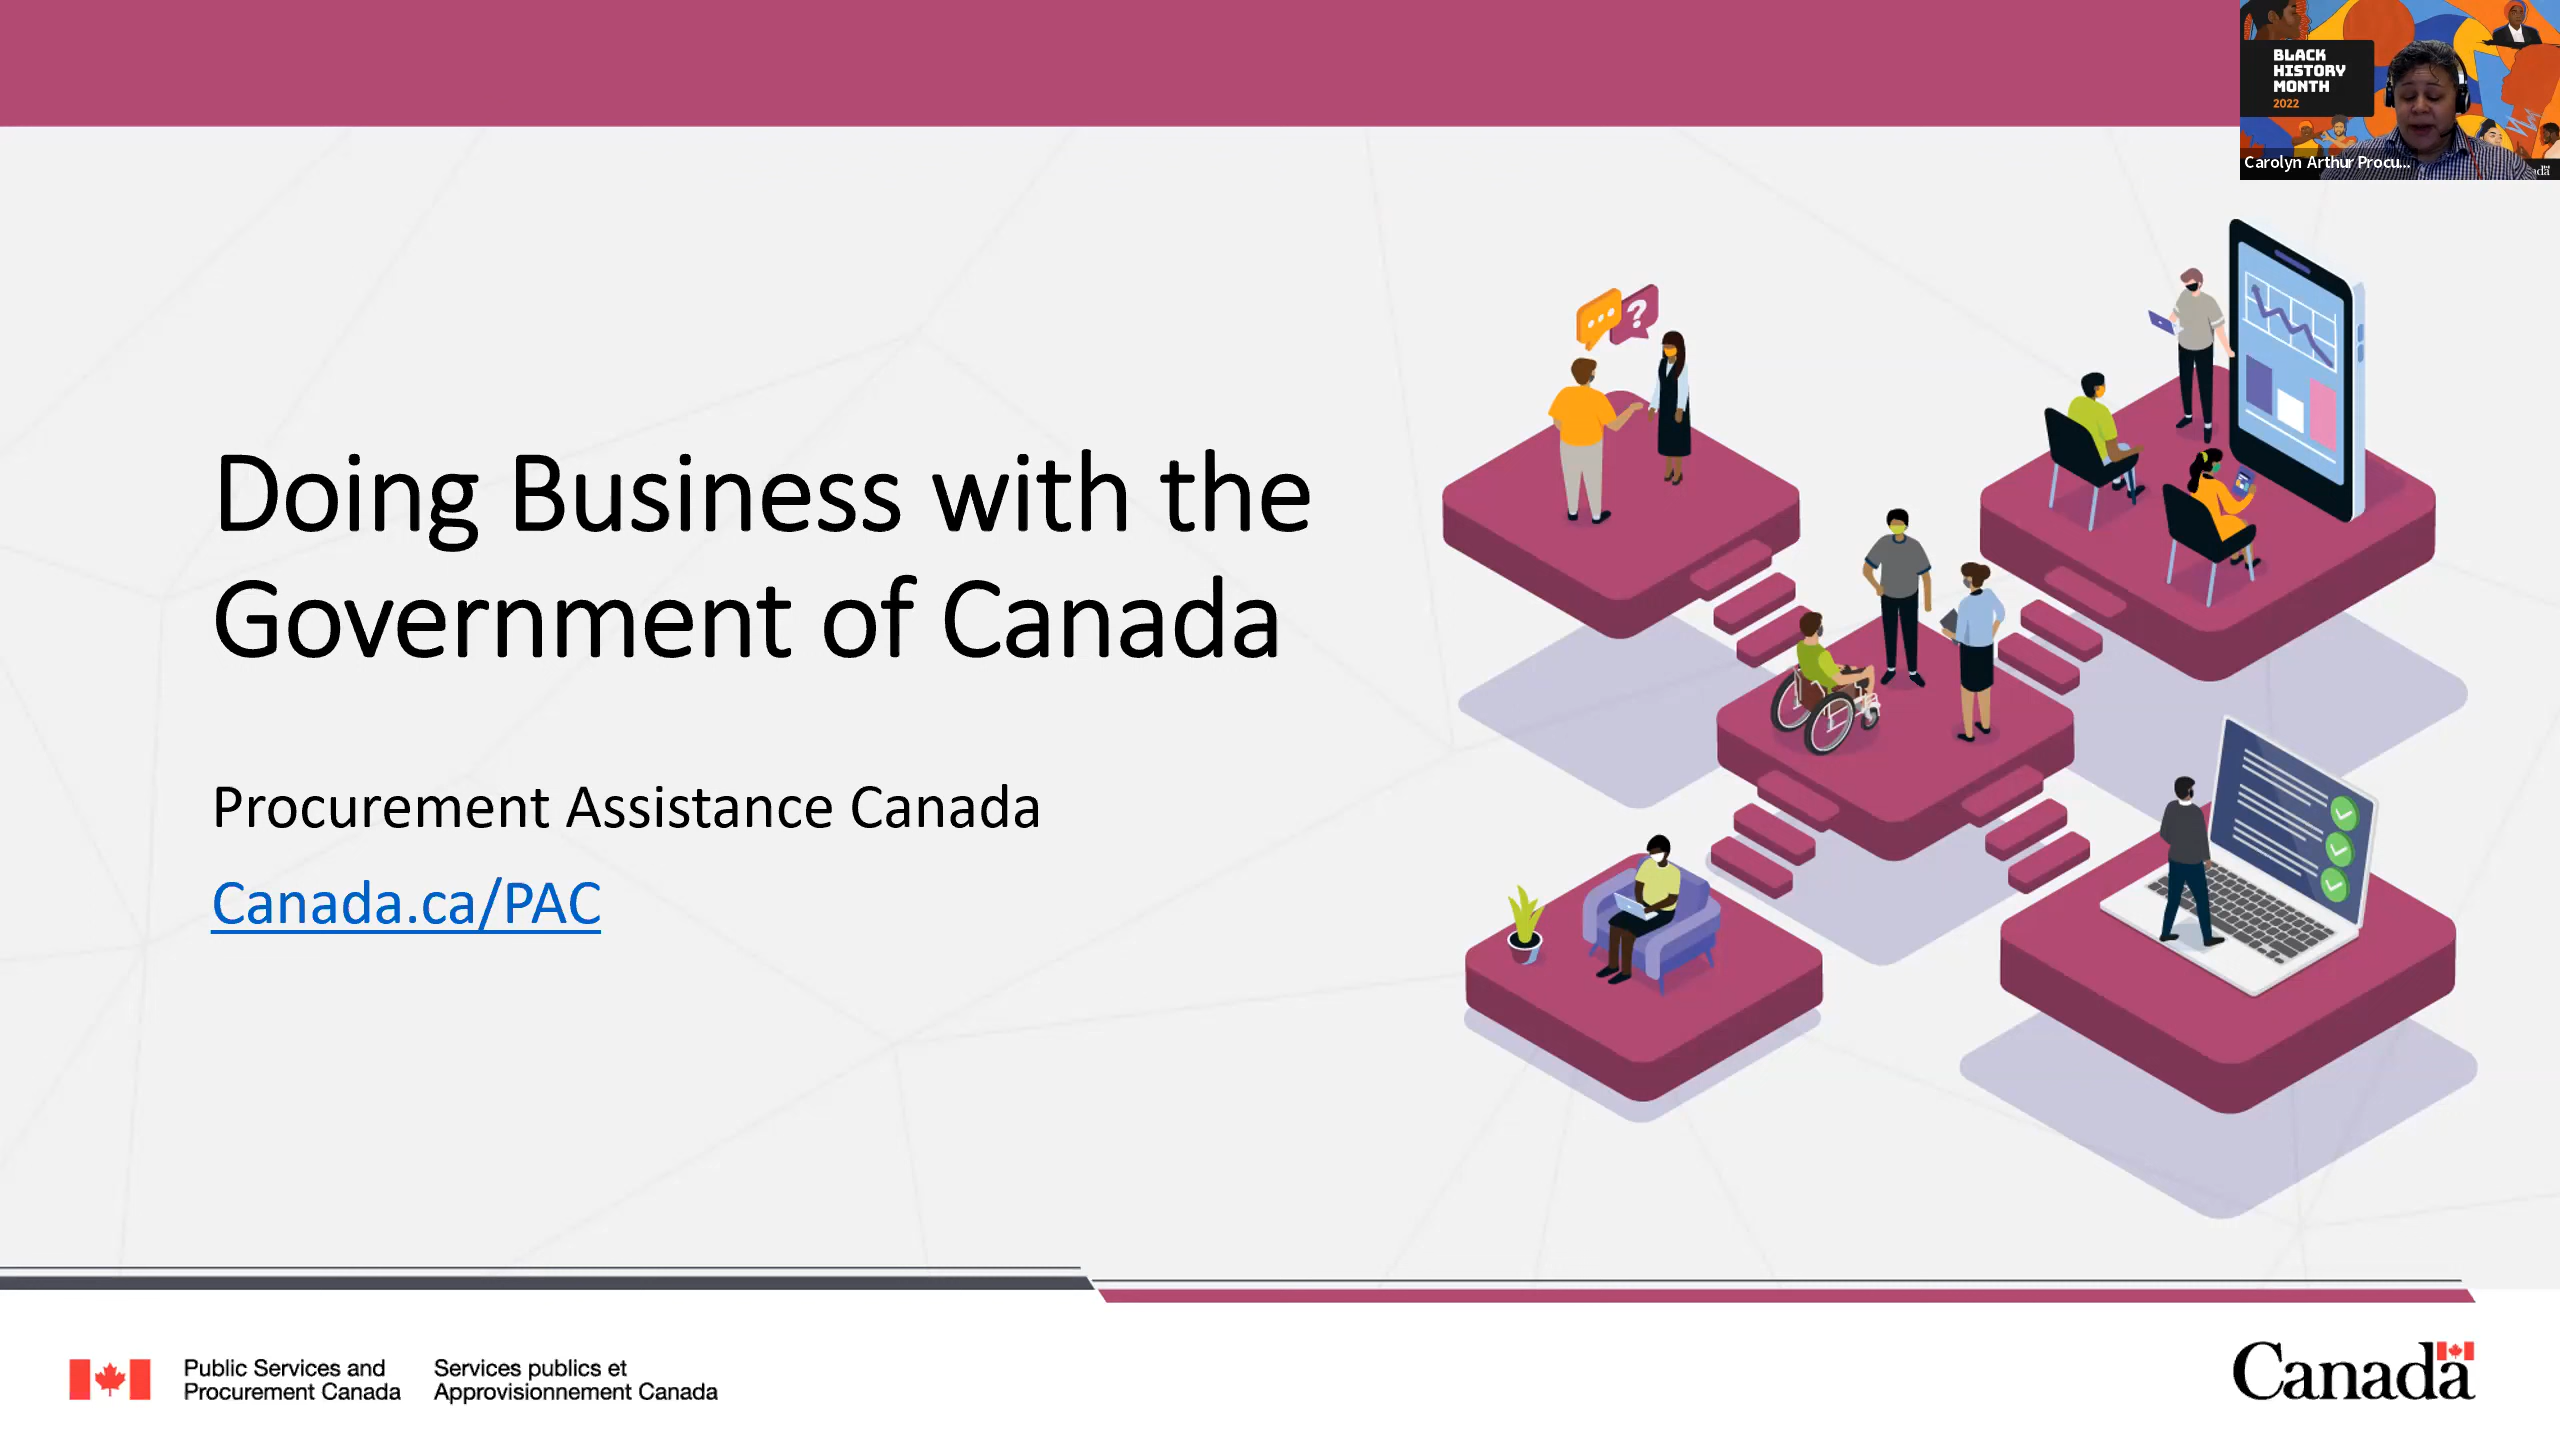 BLACK
HISTORY
MONTH
2022
Carolyn Arthur Procu...
Doing Business with the
Government of Canada
Procurement Assistance Canada
Canada.ca/PAC
?
Public Services and
Procurement Canada
Services publics et
Approvisionnement Canada
Canada